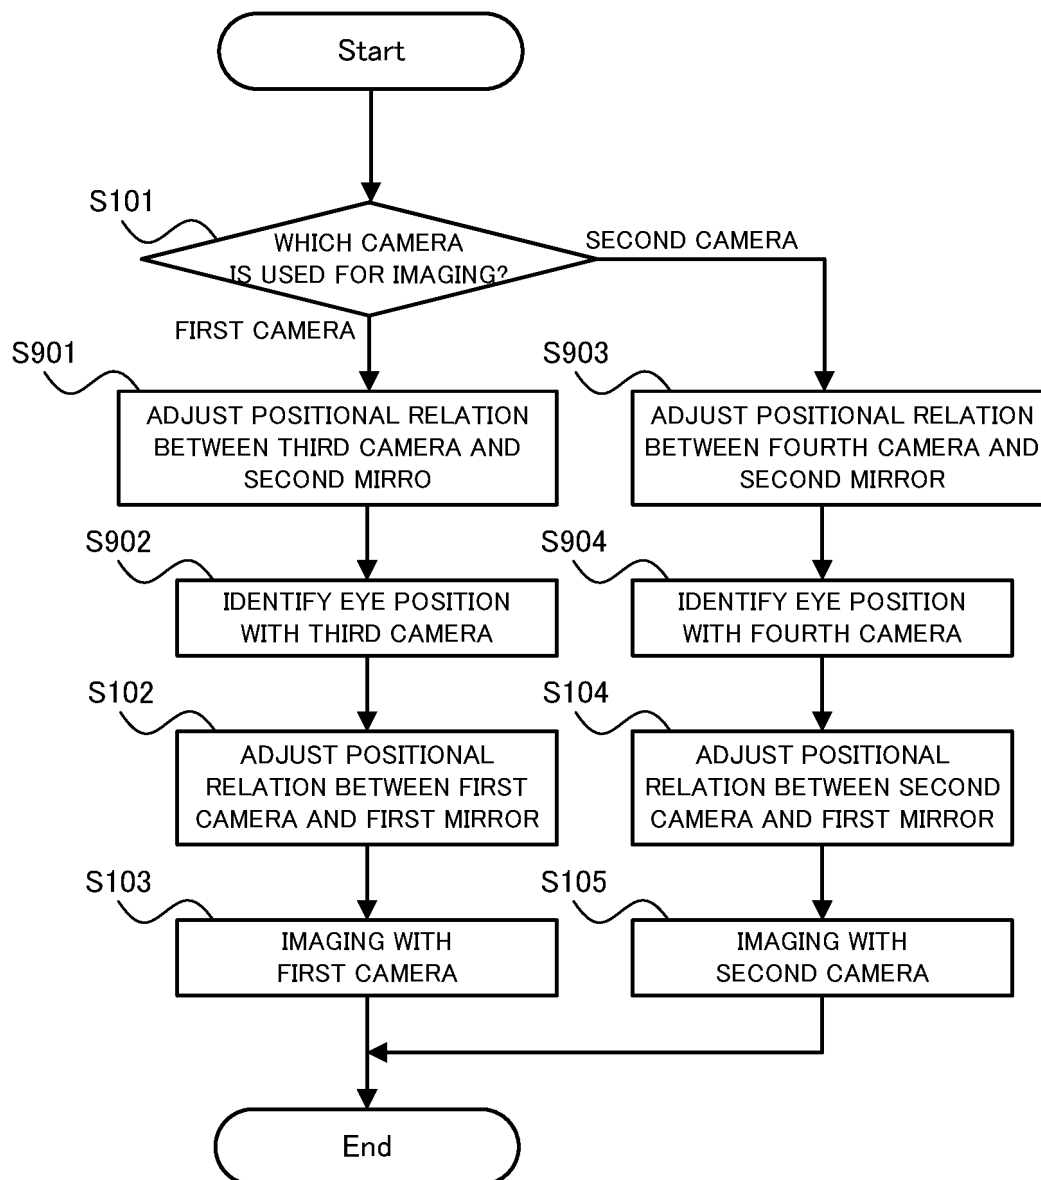 Start
S101
WHICH CAMERA
IS USED FOR IMAGING?
SECOND CAMERA
FIRST CAMERA
S901
ADJUST POSITIONAL RELATION
BETWEEN THIRD CAMERA AND
SECOND MIRRO
S903
ADJUST POSITIONAL RELATION
BETWEEN FOURTH CAMERA AND
SECOND MIRROR
S902
IDENTIFY EYE POSITION
WITH THIRD CAMERA
S904
IDENTIFY EYE POSITION
WITH FOURTH CAMERA
S102
ADJUST POSITIONAL
RELATION BETWEEN FIRST
CAMERA AND FIRST MIRROR
S104
ADJUST POSITIONAL
RELATION BETWEEN SECOND
CAMERA AND FIRST MIRROR
S103
IMAGING WITH
FIRST CAMERA
S105
IMAGING WITH
SECOND CAMERA
End